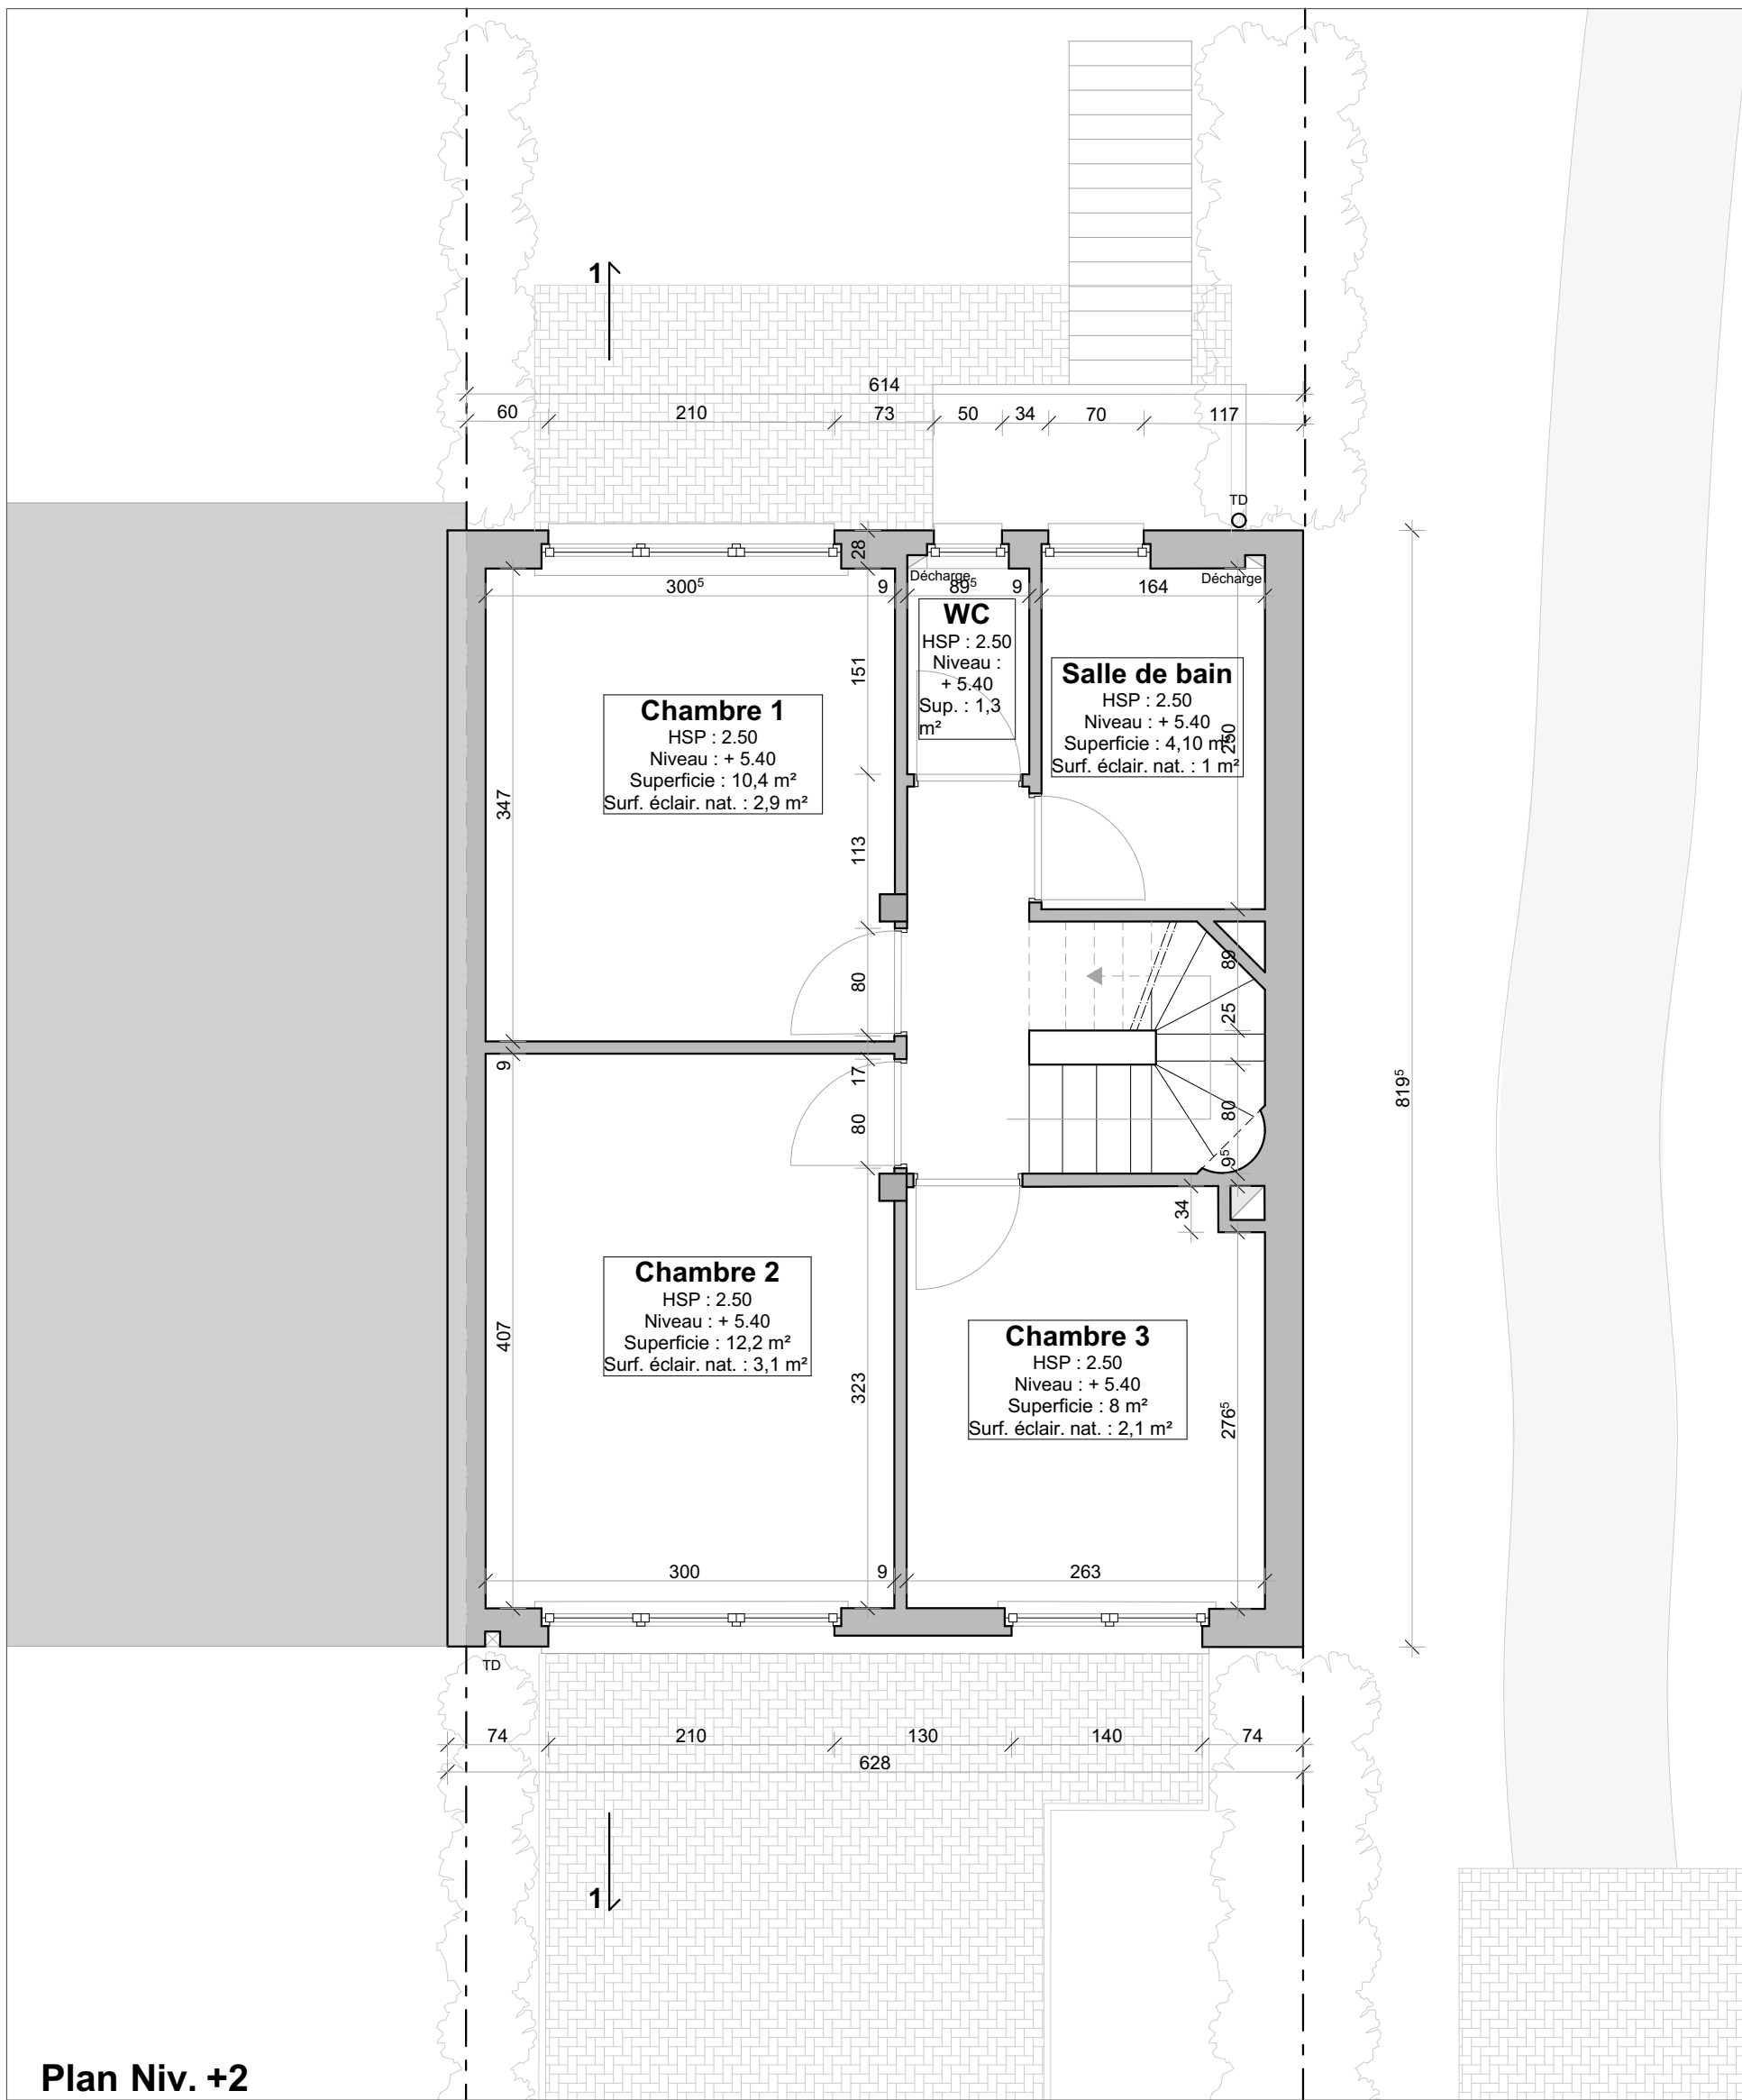 1
614
60 210 73 50 34 70 117
TD
28
Décharge
Décharge
300⁵ 9 89⁵ 9 164
WC
HSP : 2.50
Niveau :
+ 5.40
Sup. : 1,3
m²
151
Salle de bain
HSP : 2.50
Niveau : + 5.40
Superficie : 4,10 m²
Surf. éclair. nat. : 1 m²
250
Chambre 1
HSP : 2.50
Niveau : + 5.40
Superficie : 10,4 m²
Surf. éclair. nat. : 2,9 m²
347
113
80
89
25
9
17
80
80
9⁵
819⁵
34
Chambre 2
HSP : 2.50
Niveau : + 5.40
Superficie : 12,2 m²
Surf. éclair. nat. : 3,1 m²
407
323
Chambre 3
HSP : 2.50
Niveau : + 5.40
Superficie : 8 m²
Surf. éclair. nat. : 2,1 m²
276⁵
300 9 263
TD
74 210 130 140 74
628
1
Plan Niv. +2